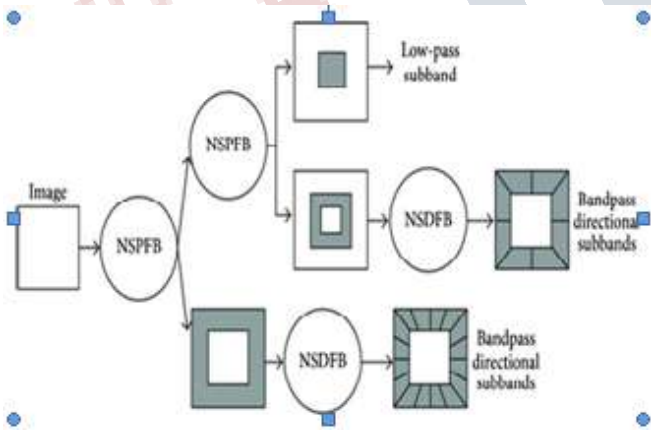 Low-pass
subband
NSPFB
Image
NSPFB
NSDFB
Bandpass
directional
subbands
NSDFB
Bandpass
directional
subbands